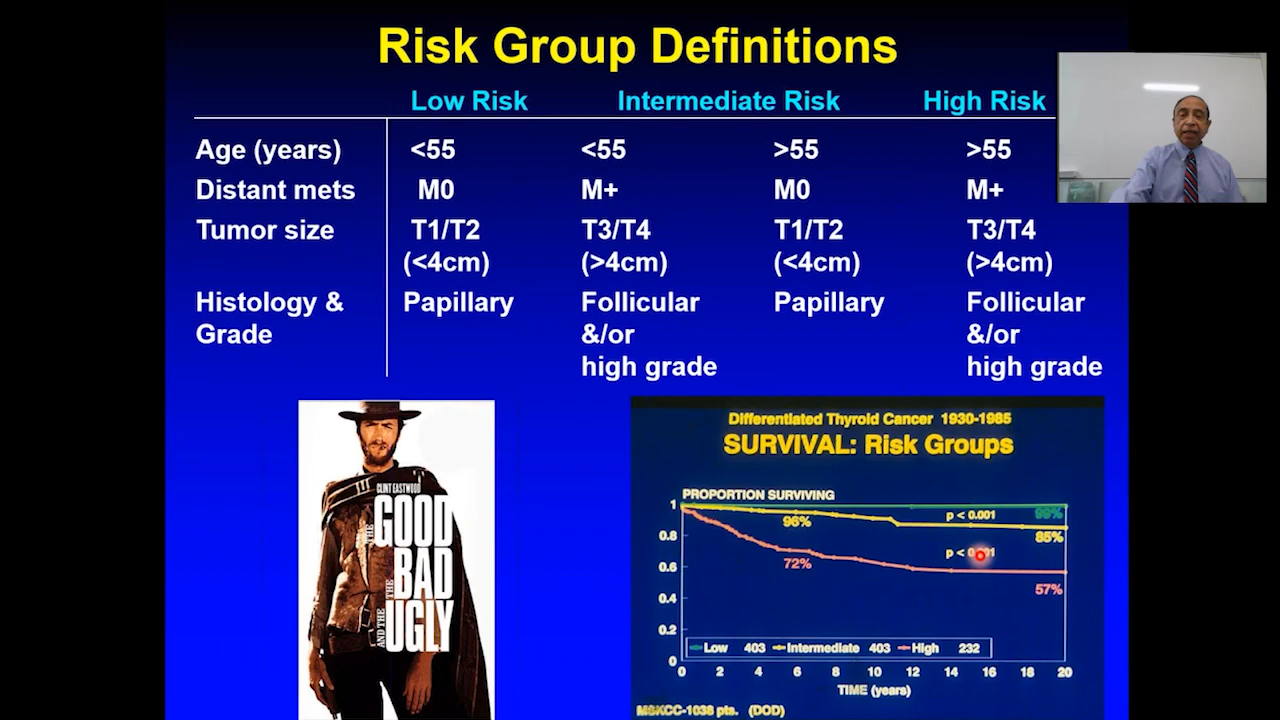 Risk Group Definitions
Low Risk Intermediate Risk High Risk
Age (years) <55 <55 >55 >55
Distant mets M0 M+ M0 M+
Tumor size T1/T2 T3/T4 T1/T2 T3/T4
(<4cm) (>4cm) (<4cm) (>4cm)
Histology & Papillary Follicular Papillary Follicular
Grade &/or &/or
high grade high grade
CLINT EASTWOOD
THE GOOD
THE BAD
AND THE UGLY
Differentiated Thyroid Cancer 1930-1985
SURVIVAL: Risk Groups
PROPORTION SURVIVING
1
0.8
0.6
0.4
0.2
0
p < 0.001 99%
96% 85%
p <
72%
57%
Low 403 Intermediate 403 High 232
0 2 4 6 8 10 12 14 16 18 20
TIME (years)
MSKCC-1038 pts. (DOD)